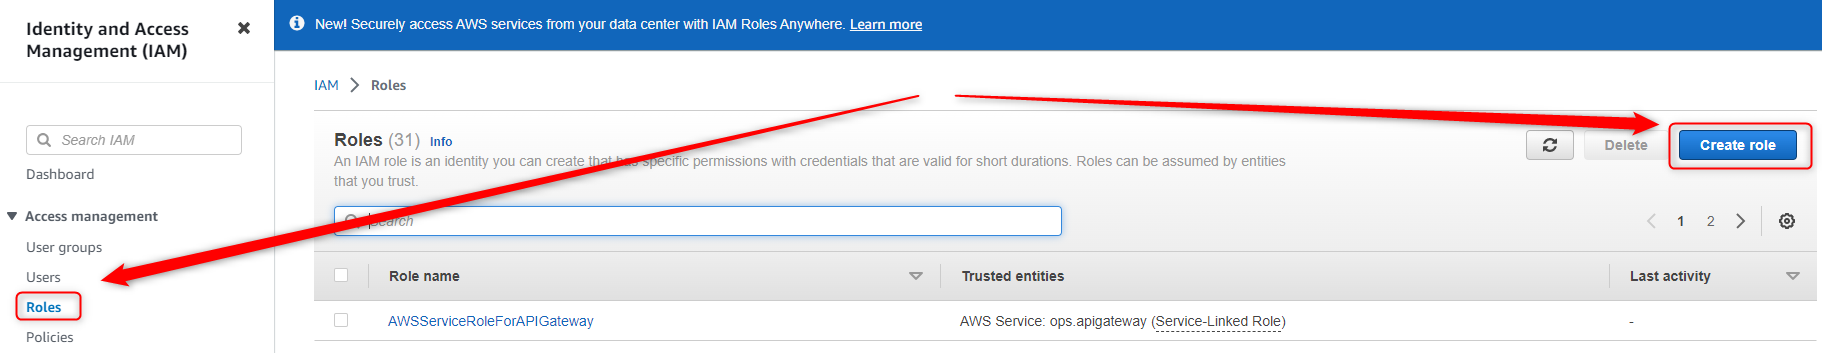 Identity and Access
Management (IAM)
Search IAM
Dashboard
Access management
User groups
Users
Roles
Policies
New! Securely access AWS services from your data center with IAM Roles Anywhere. Learn more
IAM > Roles
Roles (31) Info
An IAM role is an identity you can create that has specific permissions with credentials that are valid for short durations. Roles can be assumed by entities
that you trust.
Delete
Create role
Search
1 2
Role name Trusted entities Last activity
AWSServiceRoleForAPIGateway AWS Service: ops.apigateway (Service-Linked Role) -